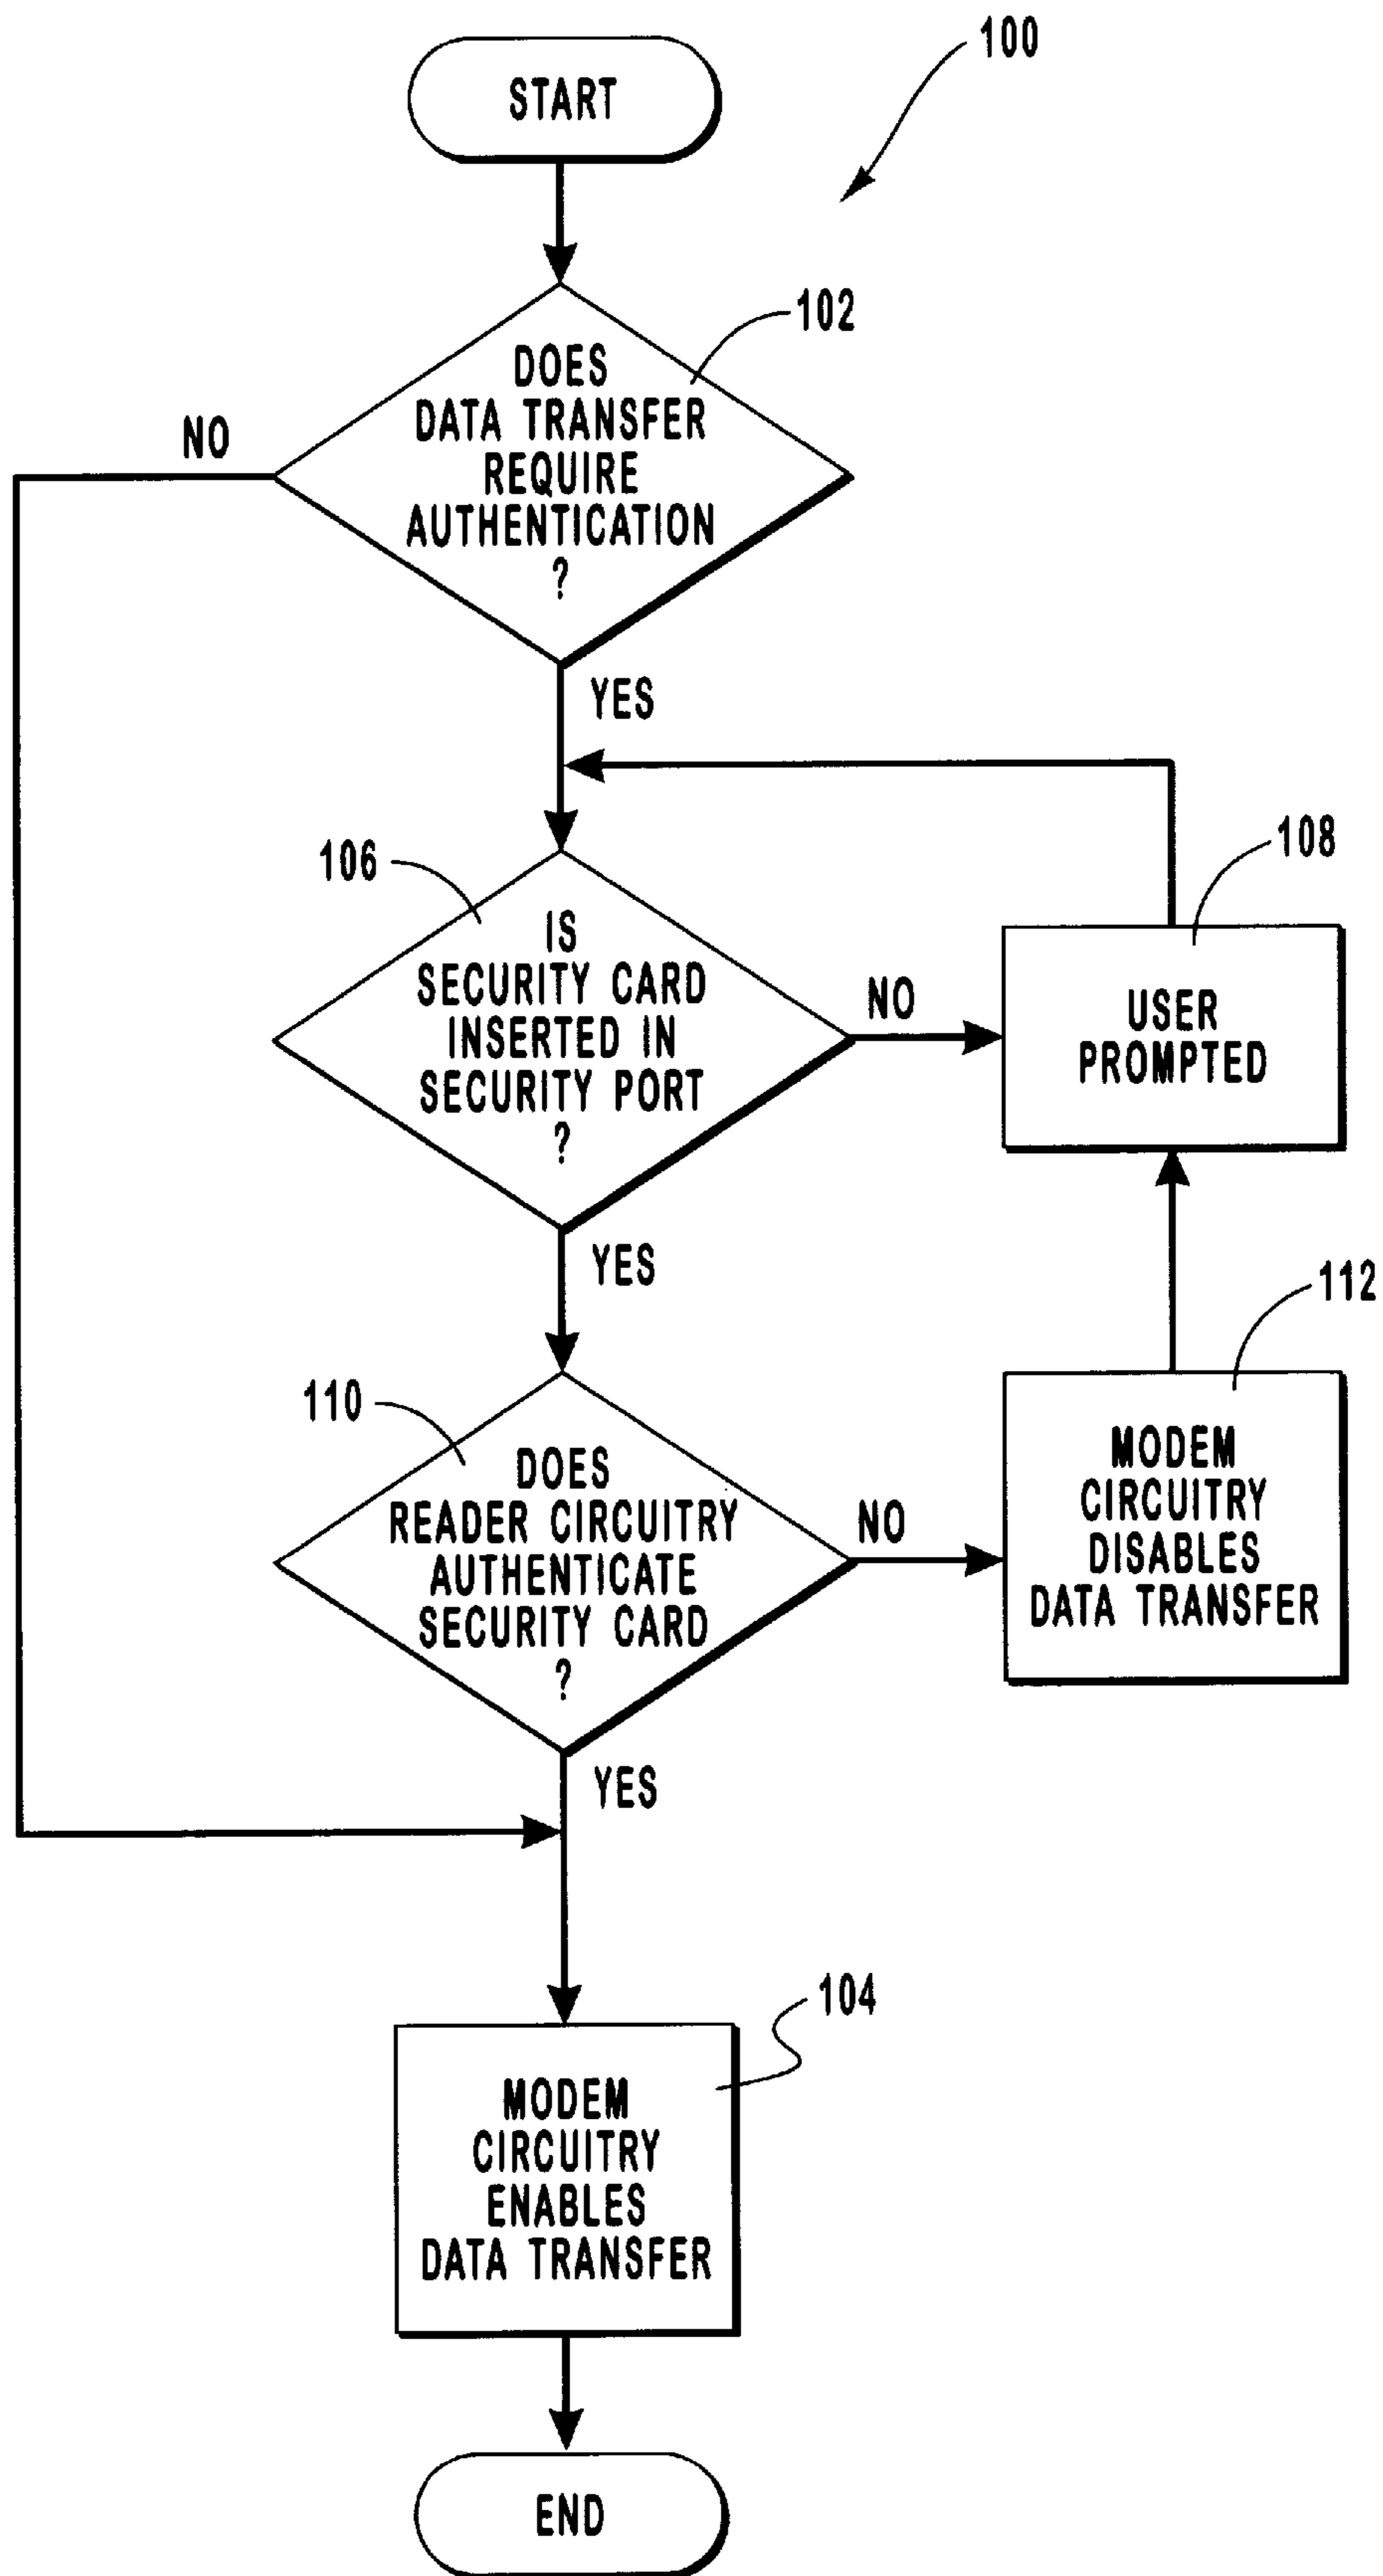 100
START
102
DOES
DATA TRANSFER
REQUIRE
AUTHENTICATION
?
NO
YES
106
IS
SECURITY CARD
INSERTED IN
SECURITY PORT
?
NO
108
USER
PROMPTED
YES
110
DOES
READER CIRCUITRY
AUTHENTICATE
SECURITY CARD
?
NO
112
MODEM
CIRCUITRY
DISABLES
DATA TRANSFER
YES
104
MODEM
CIRCUITRY
ENABLES
DATA TRANSFER
END